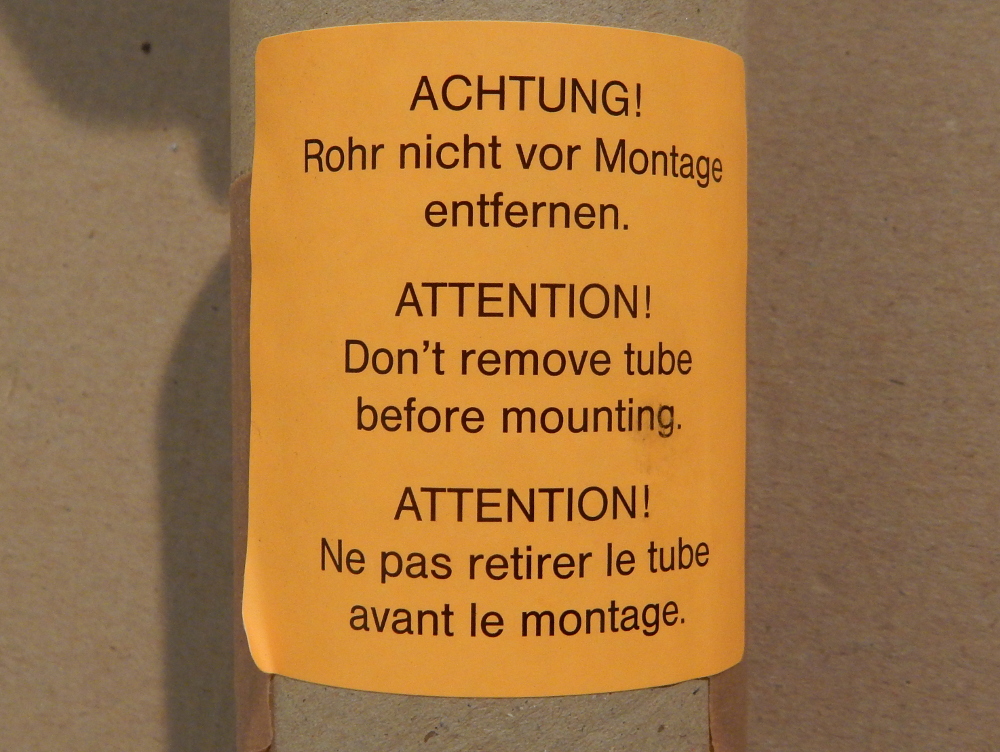 ACHTUNG!
Rohr nicht vor Montage
entfernen.
ATTENTION!
Don't remove tube
before mounting.
ATTENTION!
Ne pas retirer le tube
avant le montage.